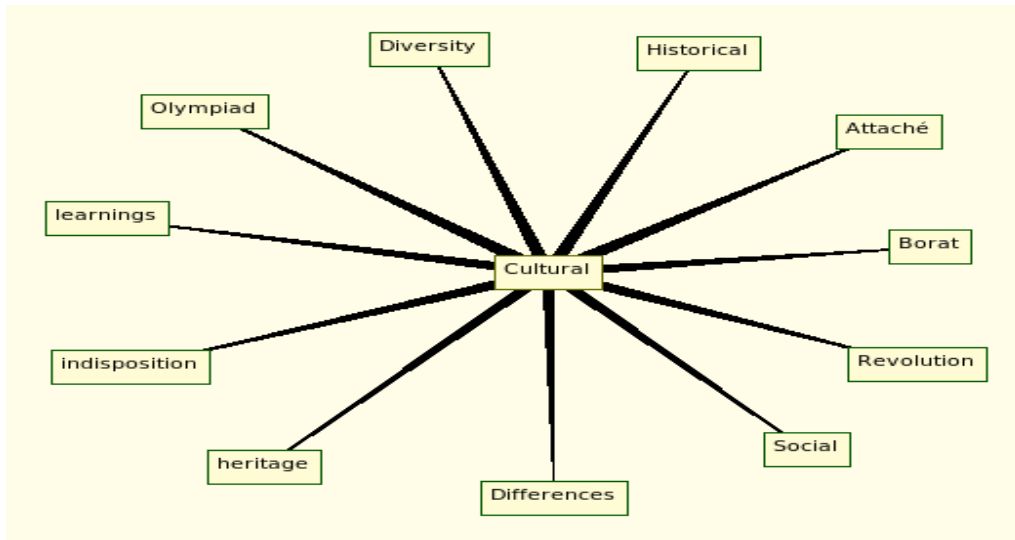 Diversity
Historical
Olympiad
Attaché
learnings
Borat
Cultural
indisposition
Revolution
Social
heritage
Differences